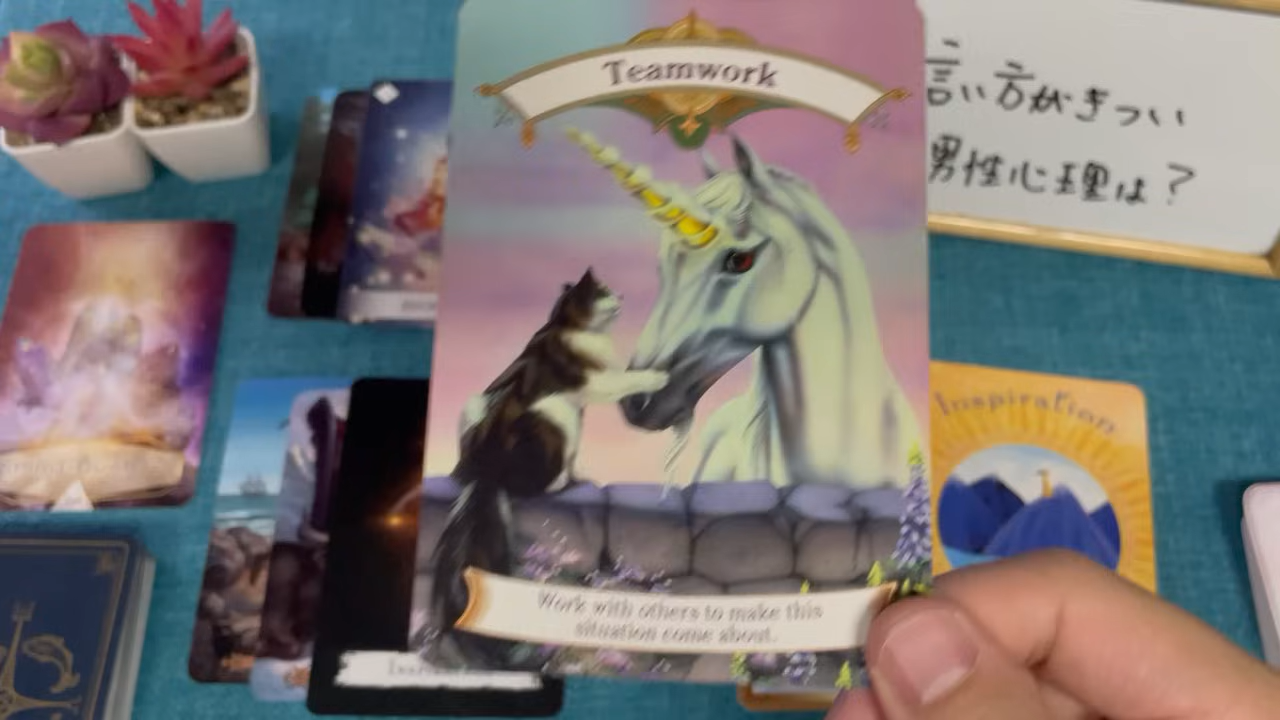 Teamwork
言い方がきつい
男性心理は？
Inspiration
Work with others to make this
situation come about.